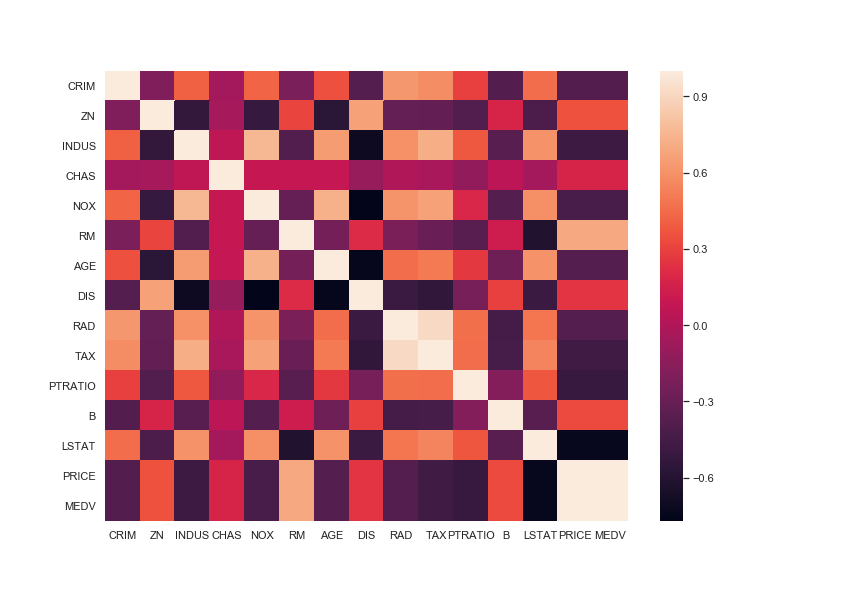 CRIM
ZN
INDUS
CHAS
NOX
RM
AGE
DIS
RAD
TAX
PTRATIO
B
LSTAT
PRICE
MEDV
CRIM ZN INDUS CHAS NOX RM AGE DIS RAD TAX PTRATIO B LSTAT PRICE MEDV
0.9
0.6
0.3
0.0
−0.3
−0.6